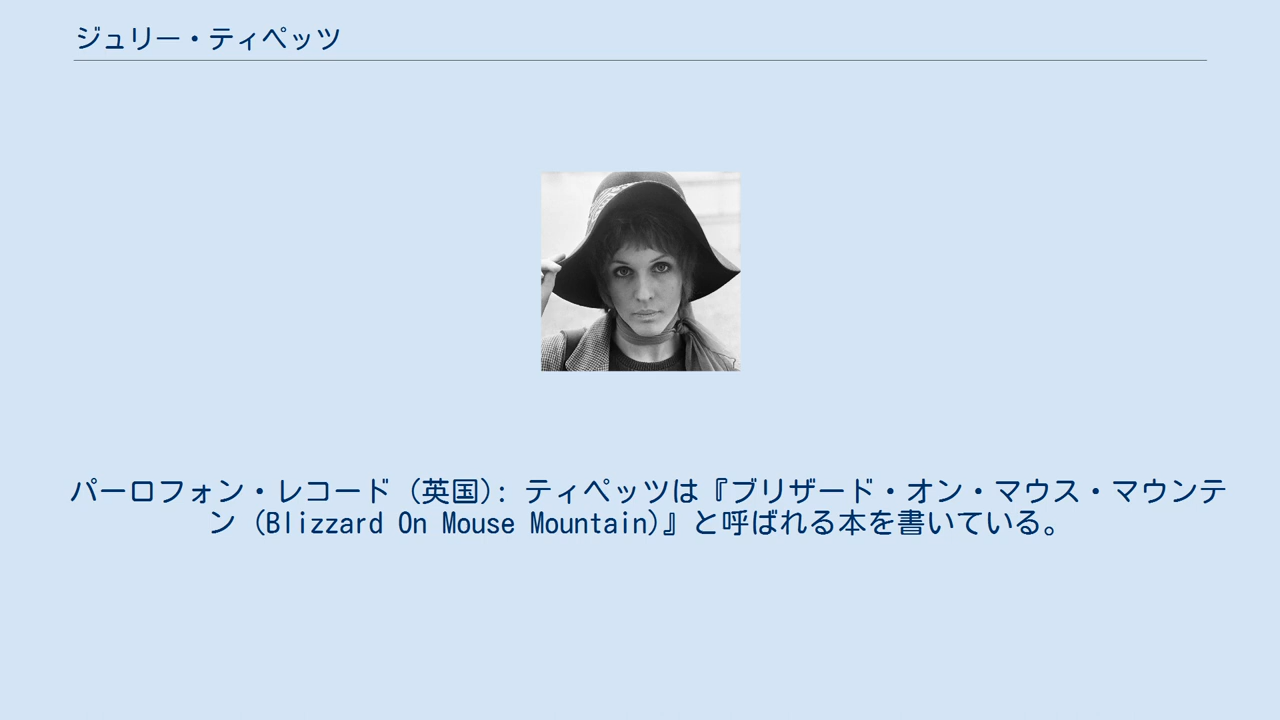 ジュリー・ティペッツ
パーロフォン・レコード (英国): ティペッツは『ブリザード・オン・マウス・マウンテ
ン (Blizzard On Mouse Mountain)』と呼ばれる本を書いている。